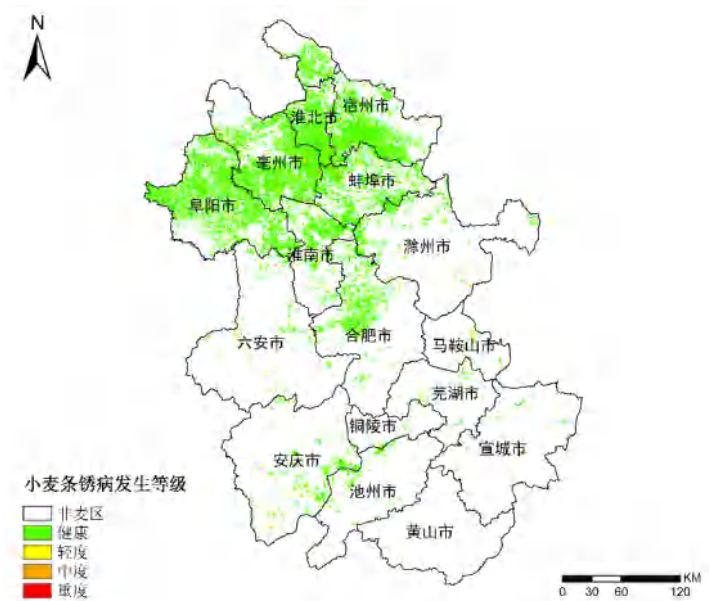 N
宿州市
淮北市
亳州市
蚌埠市
阜阳市
滁州市
淮南市
合肥市
六安市
马鞍山市
芜湖市
铜陵市
宣城市
安庆市
池州市
黄山市
小麦条锈病发生等级
非麦区
健康
轻度
中度
重度
KM
0 30 60 120